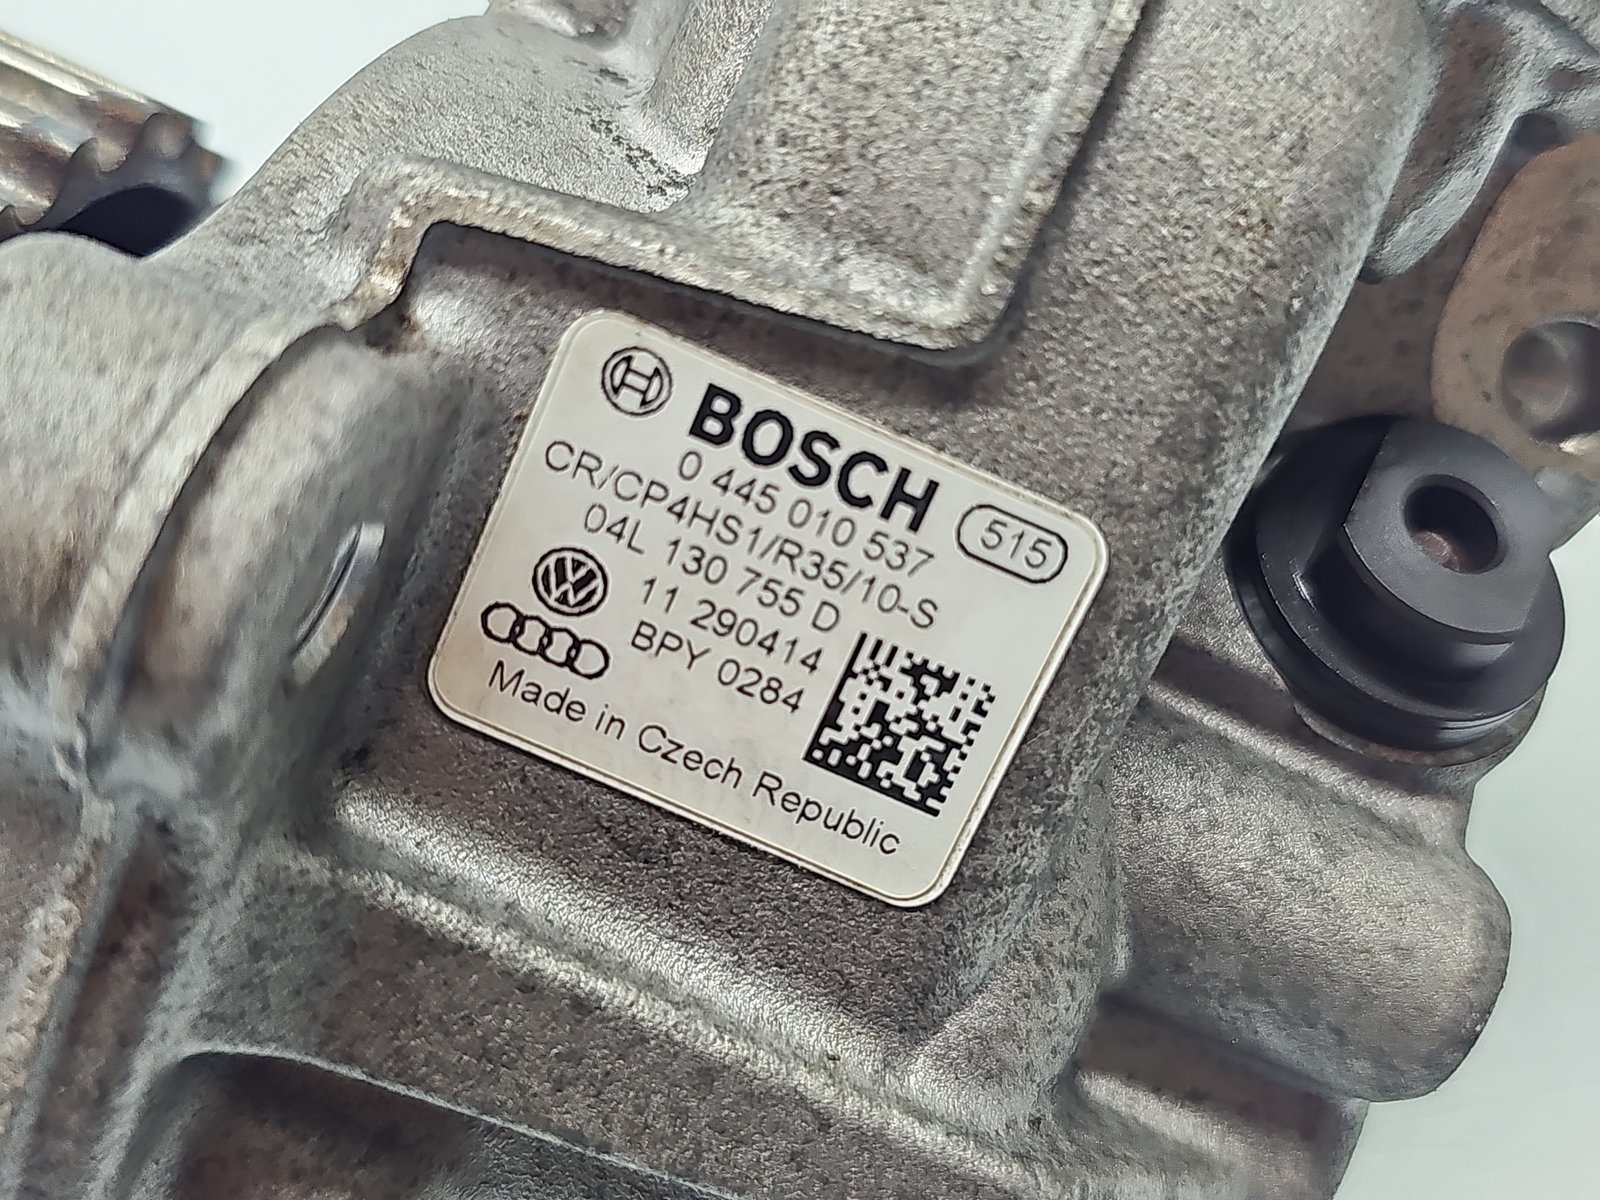 BOSCH
0 445 010 537 515
CR/CP4HS1/R35/10-S
04L 130 755 D
11 290414
BPY 0284
Made in Czech Republic